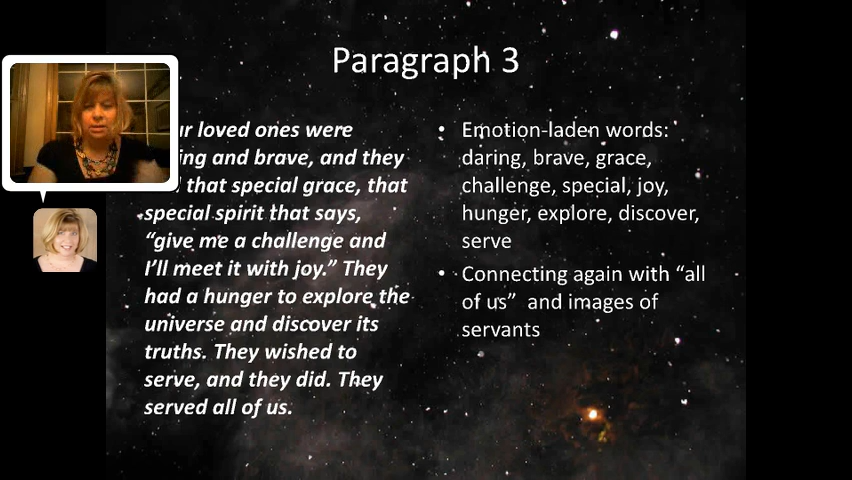 Paragraph 3
loved ones were
and brave, and they
that special grace, that
special spirit that says,
“give me a challenge and
I’ll meet it with joy.” They
had a hunger to explore the
universe and discover its
truths. They wished to
serve, and they did. They
served all of us.
• Emotion-laden words:
daring, brave, grace,
challenge, special, joy,
hunger, explore, discover,
serve
• Connecting again with “all
of us” and images of
servants